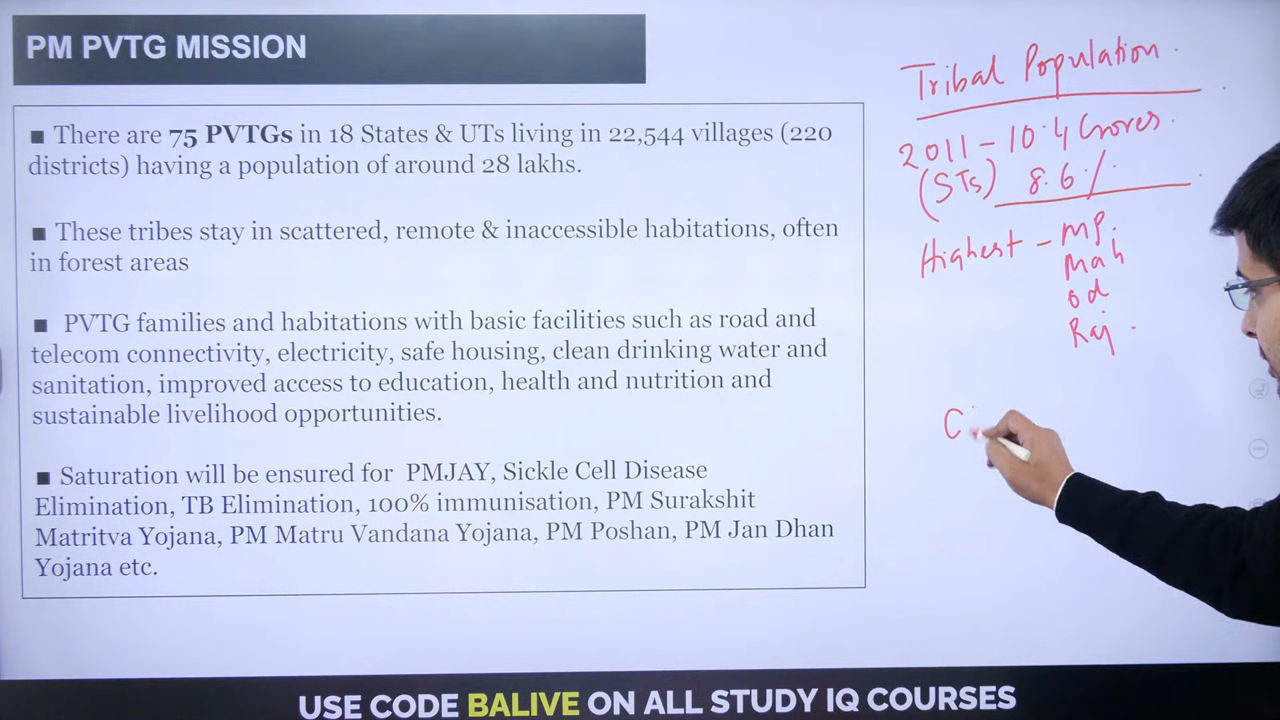 PM PVTG MISSION
■ There are 75 PVTGs in 18 States & UTs living in 22,544 villages (220
districts) having a population of around 28 lakhs.
■ These tribes stay in scattered, remote & inaccessible habitations, often
in forest areas
■ PVTG families and habitations with basic facilities such as road and
telecom connectivity, electricity, safe housing, clean drinking water and
sanitation, improved access to education, health and nutrition and
sustainable livelihood opportunities.
■ Saturation will be ensured for PMJAY, Sickle Cell Disease
Elimination, TB Elimination, 100% immunisation, PM Surakshit
Matritva Yojana, PM Matru Vandana Yojana, PM Poshan, PM Jan Dhan
Yojana etc.
Tribal Population
2011 - 10.4 Crores
(STs) 8.6%
Highest - MP.
Mah
Od
Raj
C
USE CODE BALIVE ON ALL STUDY IQ COURSES